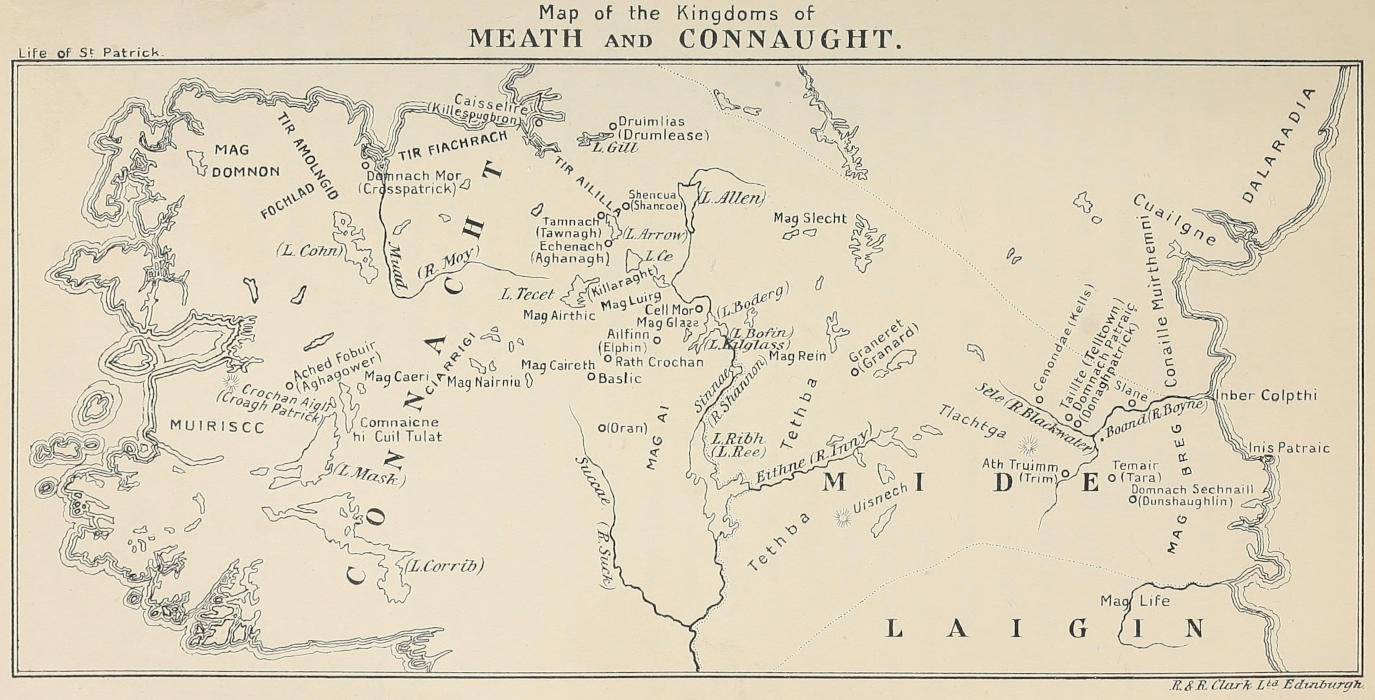 Map of the Kingdoms of
MEATH AND CONNAUGHT.
Life of St Patrick.
Caisselire
(Killespugbron)
Druimlias
(Drumlease)
L. Gill
TIR AMOLNGID
FOCHLAD
MAG
DOMNON
TIR FIACHRACH
TIR AILILLA
Domnach Mor
(Crosspatrick)
DALARADIA
Shencua
(Shancoe)
(L. Allen)
Tamnach
(Tawnagh)
Echenach
(Aghanagh)
(L. Arrow)
L. Ce
Mag Slecht
Cuailgne
Conaille Muirthemni
(L. Cohn)
Muad
(R. Moy)
L. Tecet
(Killaraght)
Mag Luirg
Mag Airthic
Cell Mor
Mag Glass
(L. Boderg)
(L. Bofin)
(L. Kilglass)
Ailfinn
(Elphin)
Rath Crochan
Mag Caireth
Baslic
Mag Rein
Graneret
(Granard)
Cenondae (Kells)
Taillte (Telltown)
Domnach Patraic
(Donaghpatrick)
Slane
Ached Fobuir
(Aghagower)
Mag Caeri
CIARRIGI
Mag Nairniu
Crochan Aigli
(Croagh Patrick)
MUIRISCC
Comnaicne
hi Cuil Tulat
(L. Mask)
(L. Corrib)
CONNACHT
(Oran)
MAG AI
Sinnae
(R. Shannon)
L. Ribh
(L. Ree)
Tethba
Eithne (R. Inny)
Succae (R. Suck)
Tethba
Uisnech
MIDE
Tlachtga
Sele (R. Blackwater)
Boand (R. Boyne)
Inber Colpthi
Ath Truimm
(Trim)
Temair
(Tara)
Domnach Sechnaill
(Dunshaughlin)
MAG BREG
Inis Patraic
Mag Life
LAIGIN
R. & R. Clark Ltd Edinburgh.